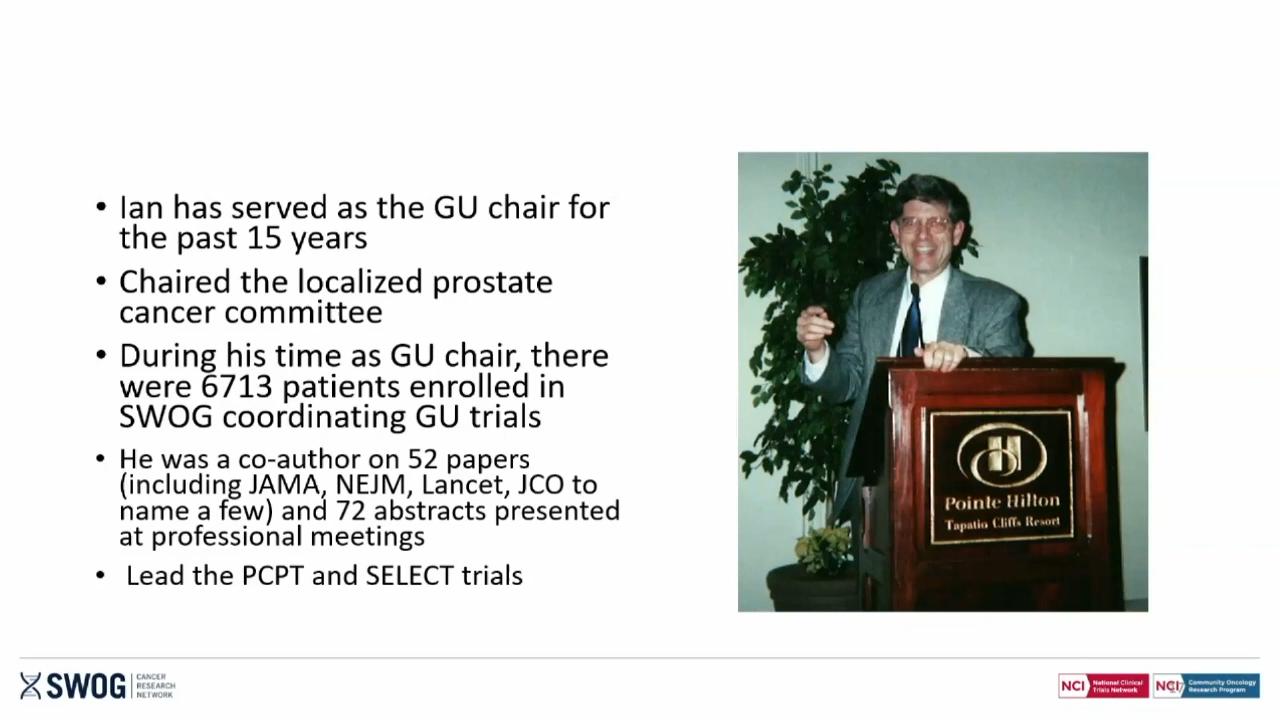 • Ian has served as the GU chair for
the past 15 years
• Chaired the localized prostate
cancer committee
• During his time as GU chair, there
were 6713 patients enrolled in
SWOG coordinating GU trials
• He was a co-author on 52 papers
(including JAMA, NEJM, Lancet, JCO to
name a few) and 72 abstracts presented
at professional meetings
• Lead the PCPT and SELECT trials
Pointe Hilton
Tapatio Cliffs Resort
SWOG
CANCER
RESEARCH
NETWORK
NCI
National Clinical
Trials Network
NCI
Community Oncology
Research Program